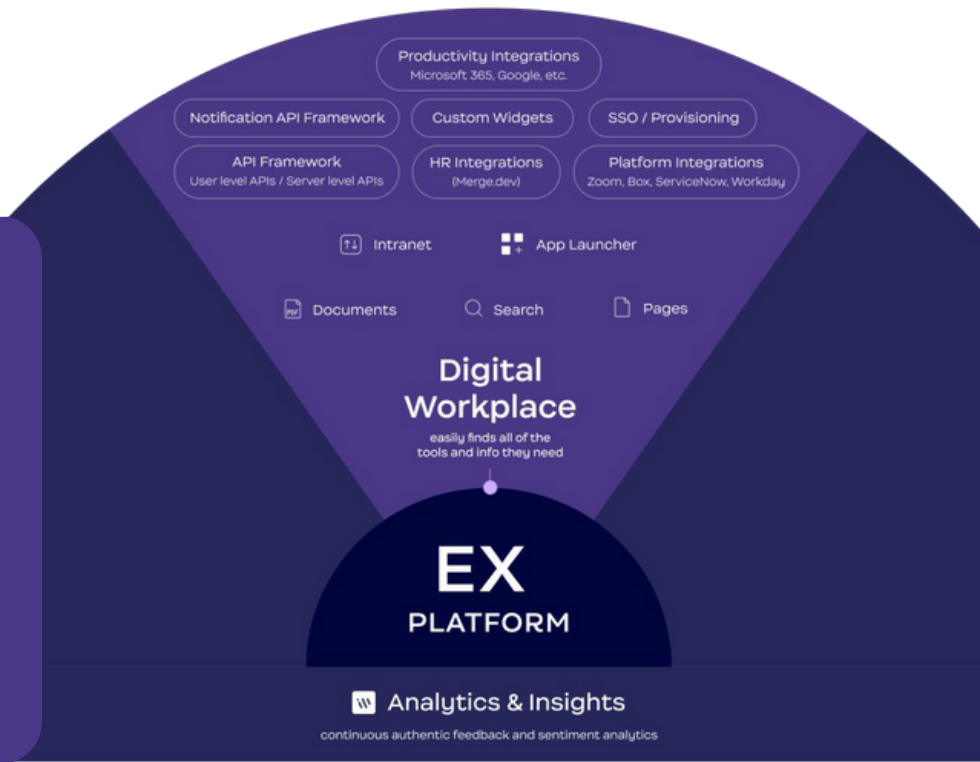 Productivity Integrations
Microsoft 365, Google, etc.
Notification API Framework
Custom Widgets
SSO / Provisioning
API Framework
User level APIs / Server level APIs
HR Integrations
(Merge.dev)
Platform Integrations
Zoom, Box, ServiceNow, Workday
Intranet
App Launcher
PDF
Documents
Search
Pages
Digital
Workplace
easily finds all of the
tools and info they need
EX
PLATFORM
Analytics & Insights
continuous authentic feedback and sentiment analytics